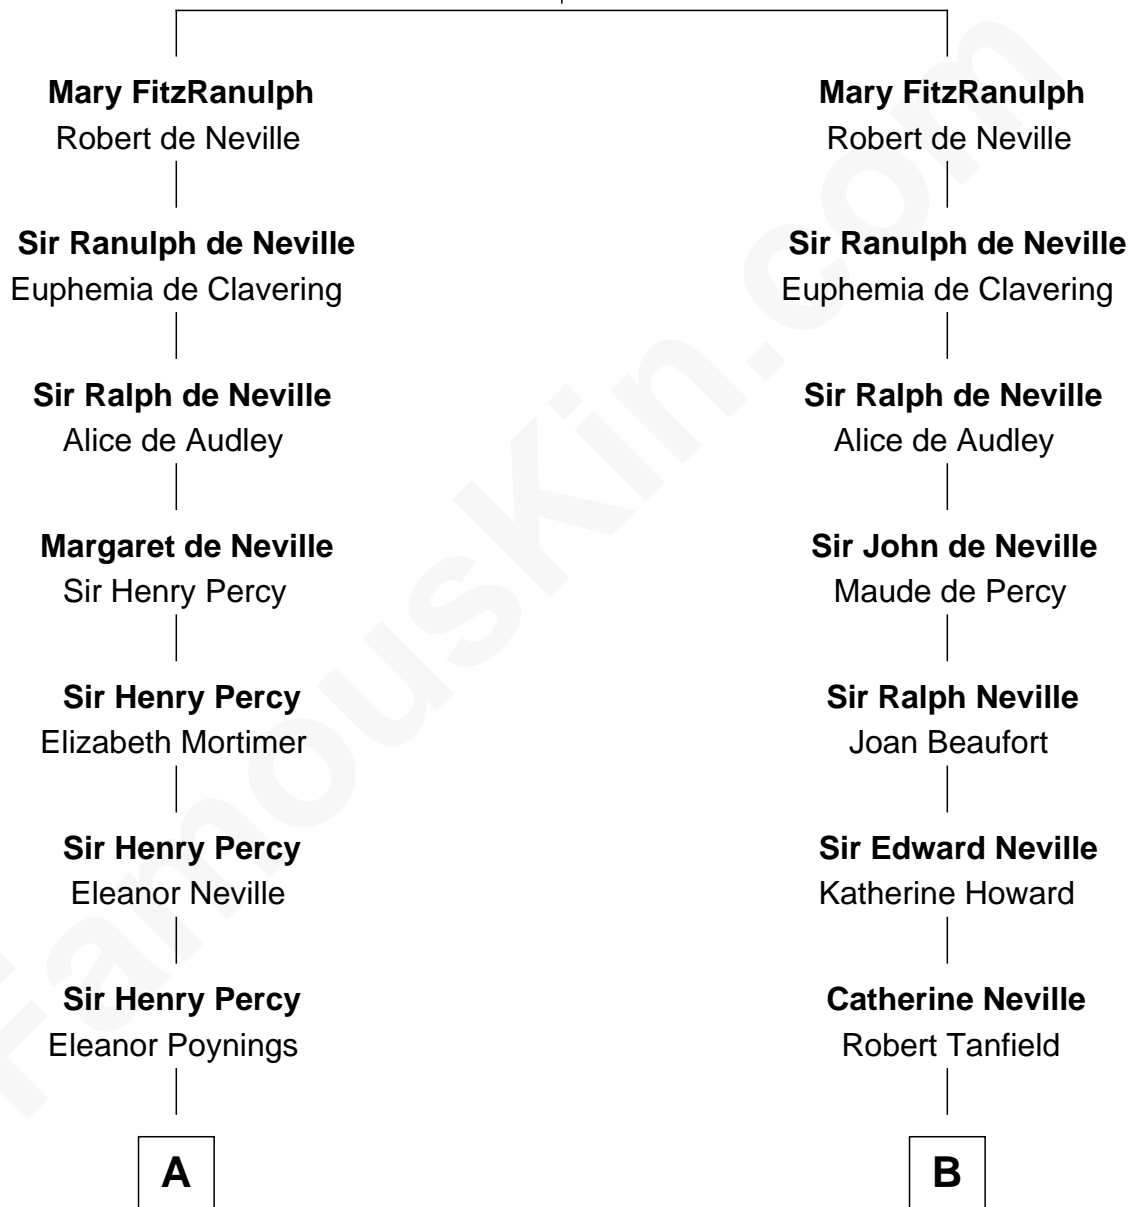 Mary FitzRanulph
Robert de Neville
Sir Ranulph de Neville
Euphemia de Clavering
Sir Ralph de Neville
Alice de Audley
Margaret de Neville
Sir Henry Percy
Sir Henry Percy
Elizabeth Mortimer
Sir Henry Percy
Eleanor Neville
Sir Henry Percy
Eleanor Poynings
A
Mary FitzRanulph
Robert de Neville
Sir Ranulph de Neville
Euphemia de Clavering
Sir Ralph de Neville
Alice de Audley
Sir John de Neville
Maude de Percy
Sir Ralph Neville
Joan Beaufort
Sir Edward Neville
Katherine Howard
Catherine Neville
Robert Tanfield
B
FamousKin.com